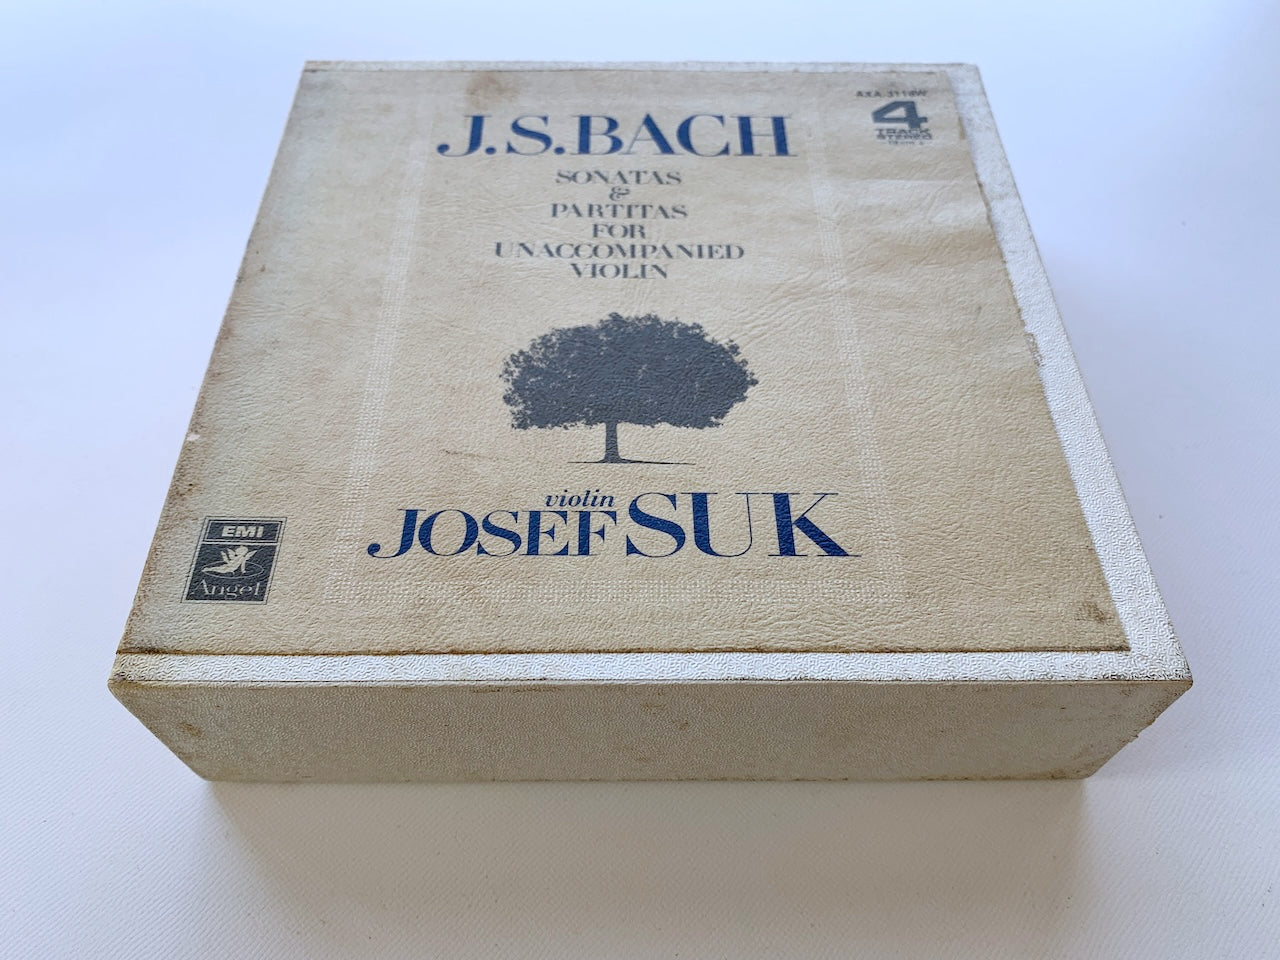 J.S.BACH
SONATAS
&
PARTITAS
FOR
UNACCOMPANIED
VIOLIN
4
TRACK
STEREO
violin
JOSEF SUK
EMI
Angel